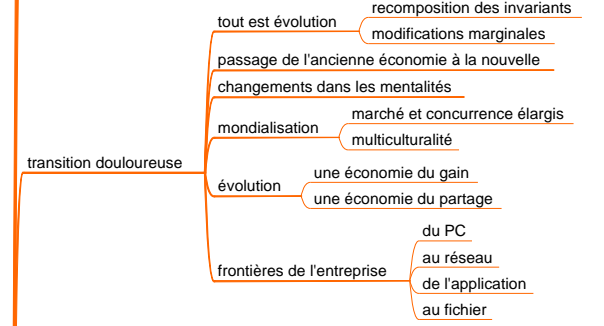 transition douloureuse
tout est évolution
recomposition des invariants
modifications marginales
passage de l'ancienne économie à la nouvelle
changements dans les mentalités
mondialisation
marché et concurrence élargis
multiculturalité
évolution
une économie du gain
une économie du partage
frontières de l'entreprise
du PC
au réseau
de l'application
au fichier